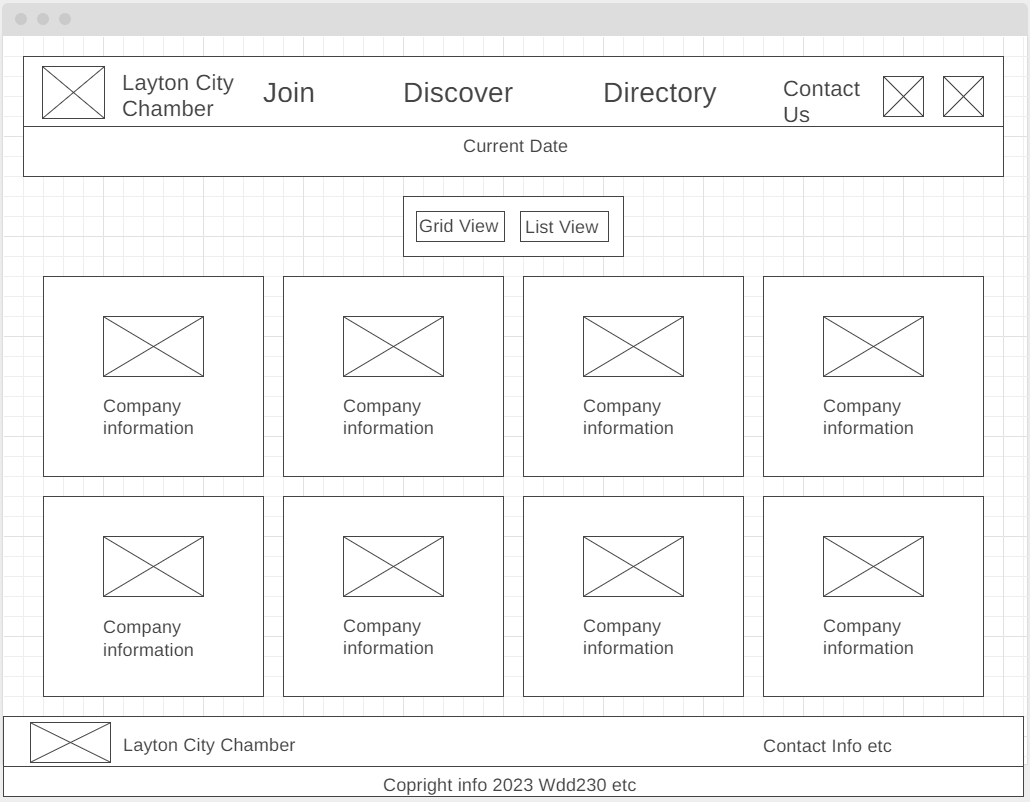 Layton City
Chamber
Join
Discover
Directory
Contact
Us
Current Date
Grid View
List View
Company
information
Company
information
Company
information
Company
information
Company
information
Company
information
Company
information
Company
information
Layton City Chamber
Contact Info etc
Copright info 2023 Wdd230 etc